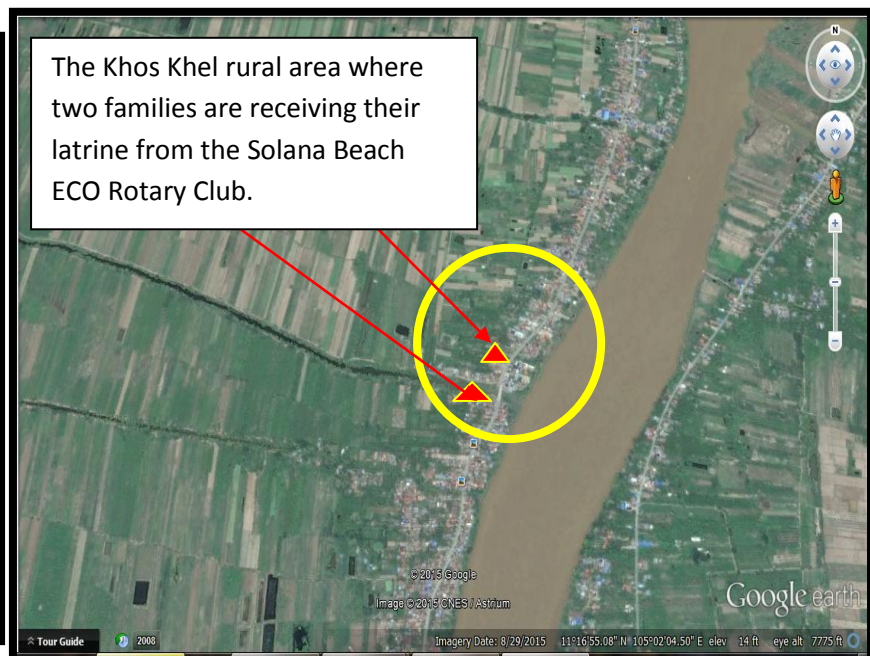 The Khos Khel rural area where
two families are receiving their
latrine from the Solana Beach
ECO Rotary Club.
N
© 2015 Google
Image © 2015 CNES / Astrium
Google earth
Tour Guide
2008
Imagery Date: 8/29/2015 11°16'55.08" N 105°02'04.50" E elev 14 ft eye alt 7775 ft